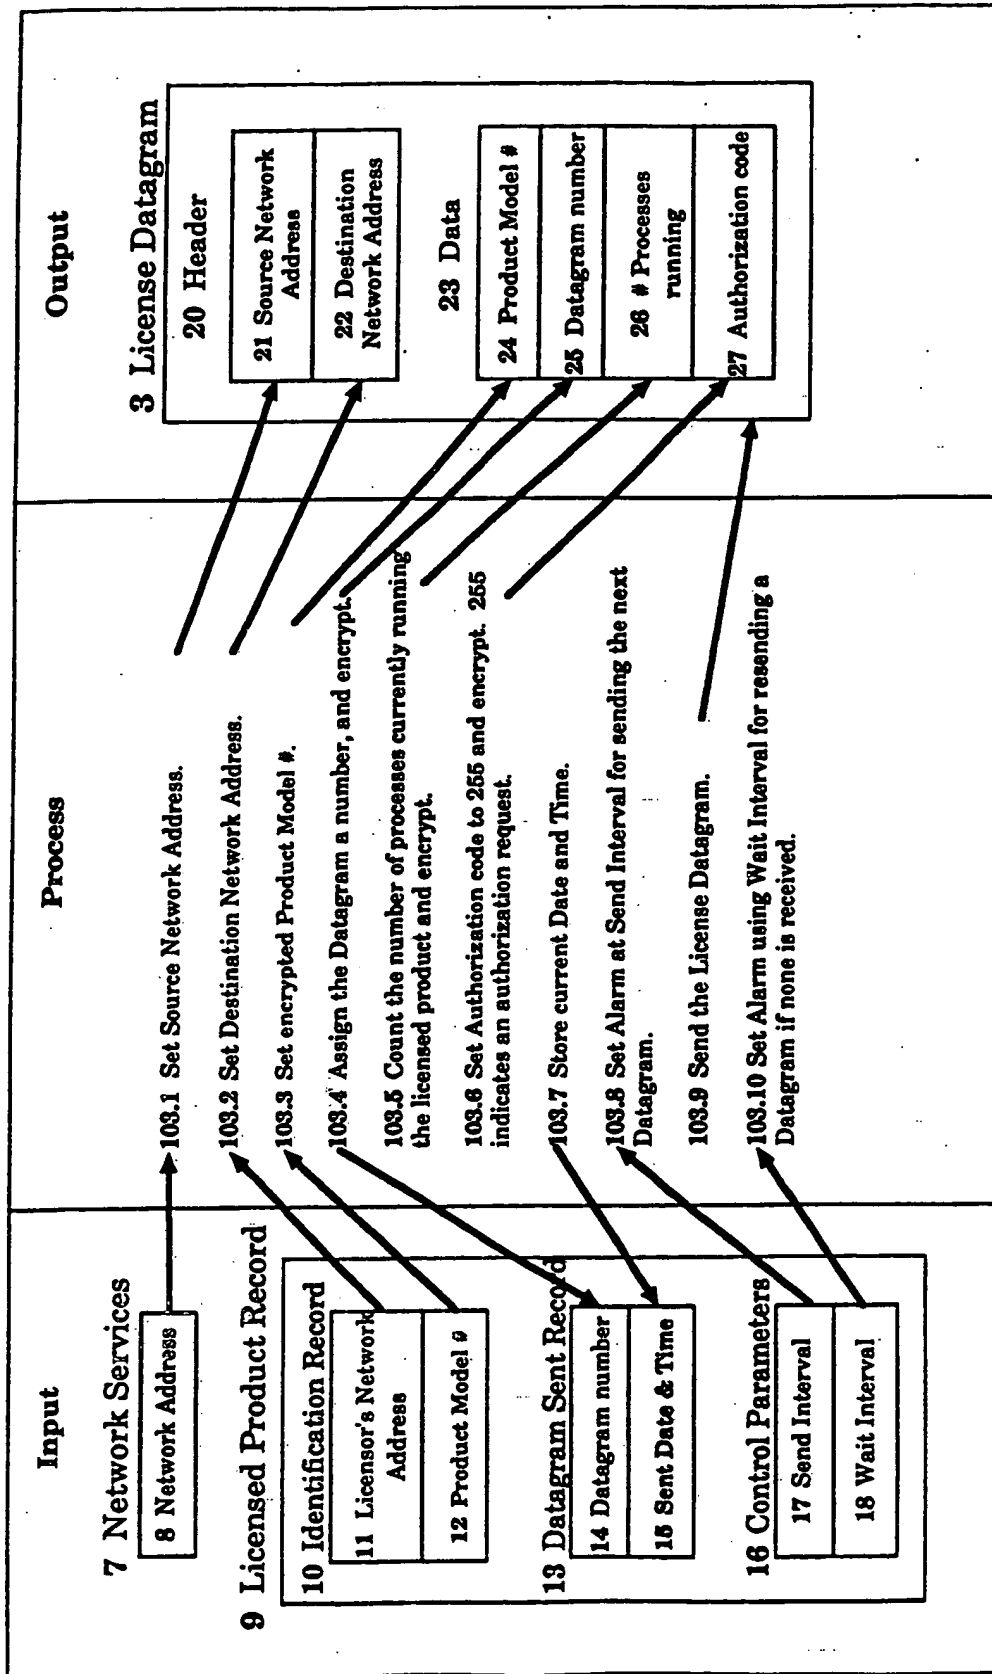 Input
7 Network Services
8 Network Address
9 Licensed Product Record
10 Identification Record
11 Licensor's Network
Address
12 Product Model #
13 Datagram Sent Record
14 Datagram number
15 Sent Date & Time
16 Control Parameters
17 Send Interval
18 Wait Interval
Process
103.1 Set Source Network Address.
103.2 Set Destination Network Address.
103.3 Set encrypted Product Model #.
103.4 Assign the Datagram a number, and encrypt.
103.5 Count the number of processes currently running
the licensed product and encrypt.
103.6 Set Authorization code to 255 and encrypt. 255
indicates an authorization request.
103.7 Store current Date and Time.
103.8 Set Alarm at Send Interval for sending the next
Datagram.
103.9 Send the License Datagram.
103.10 Set Alarm using Wait Interval for resending a
Datagram if none is received.
Output
3 License Datagram
20 Header
21 Source Network
Address
22 Destination
Network Address
23 Data
24 Product Model #
25 Datagram number
26 # Processes
running
27 Authorization code